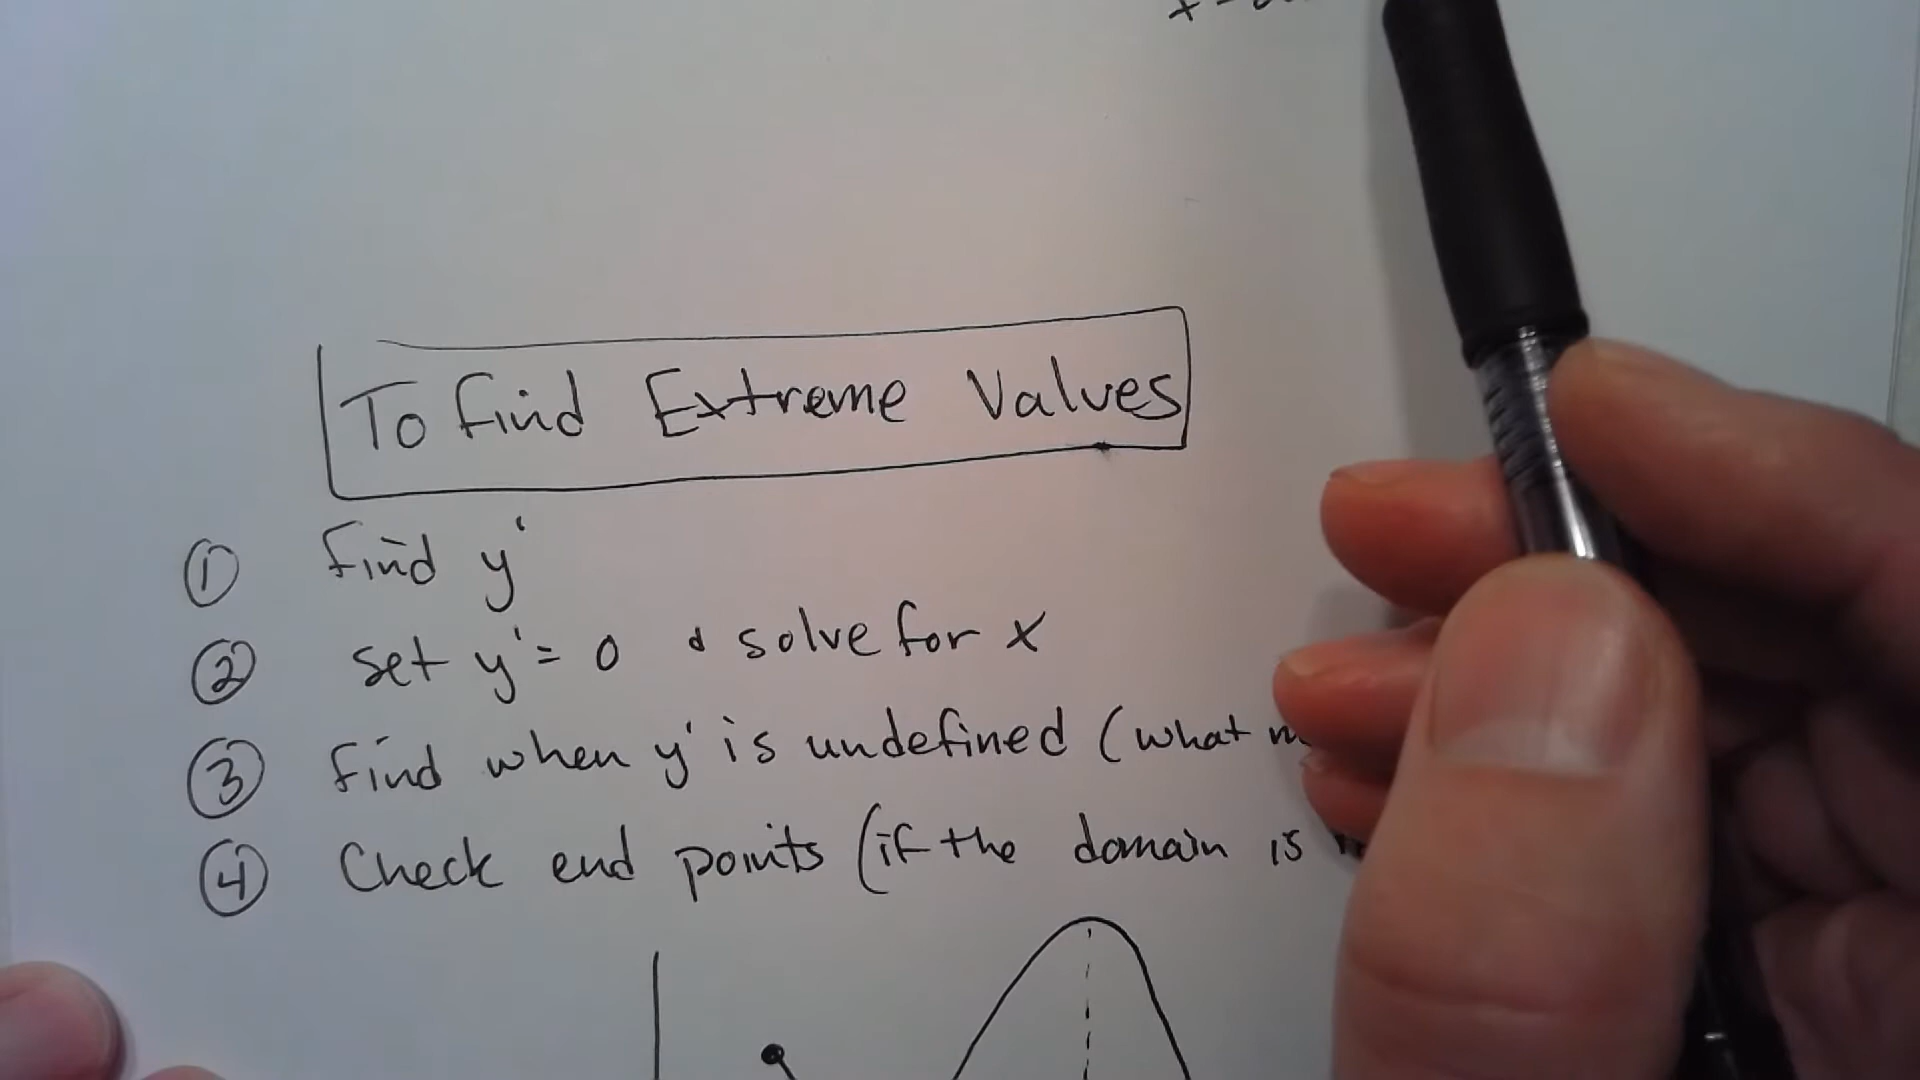 To find Extreme Values
① find y'
② set y' = 0 & solve for x
③ find when y' is undefined (what
④ Check end points (if the domain is